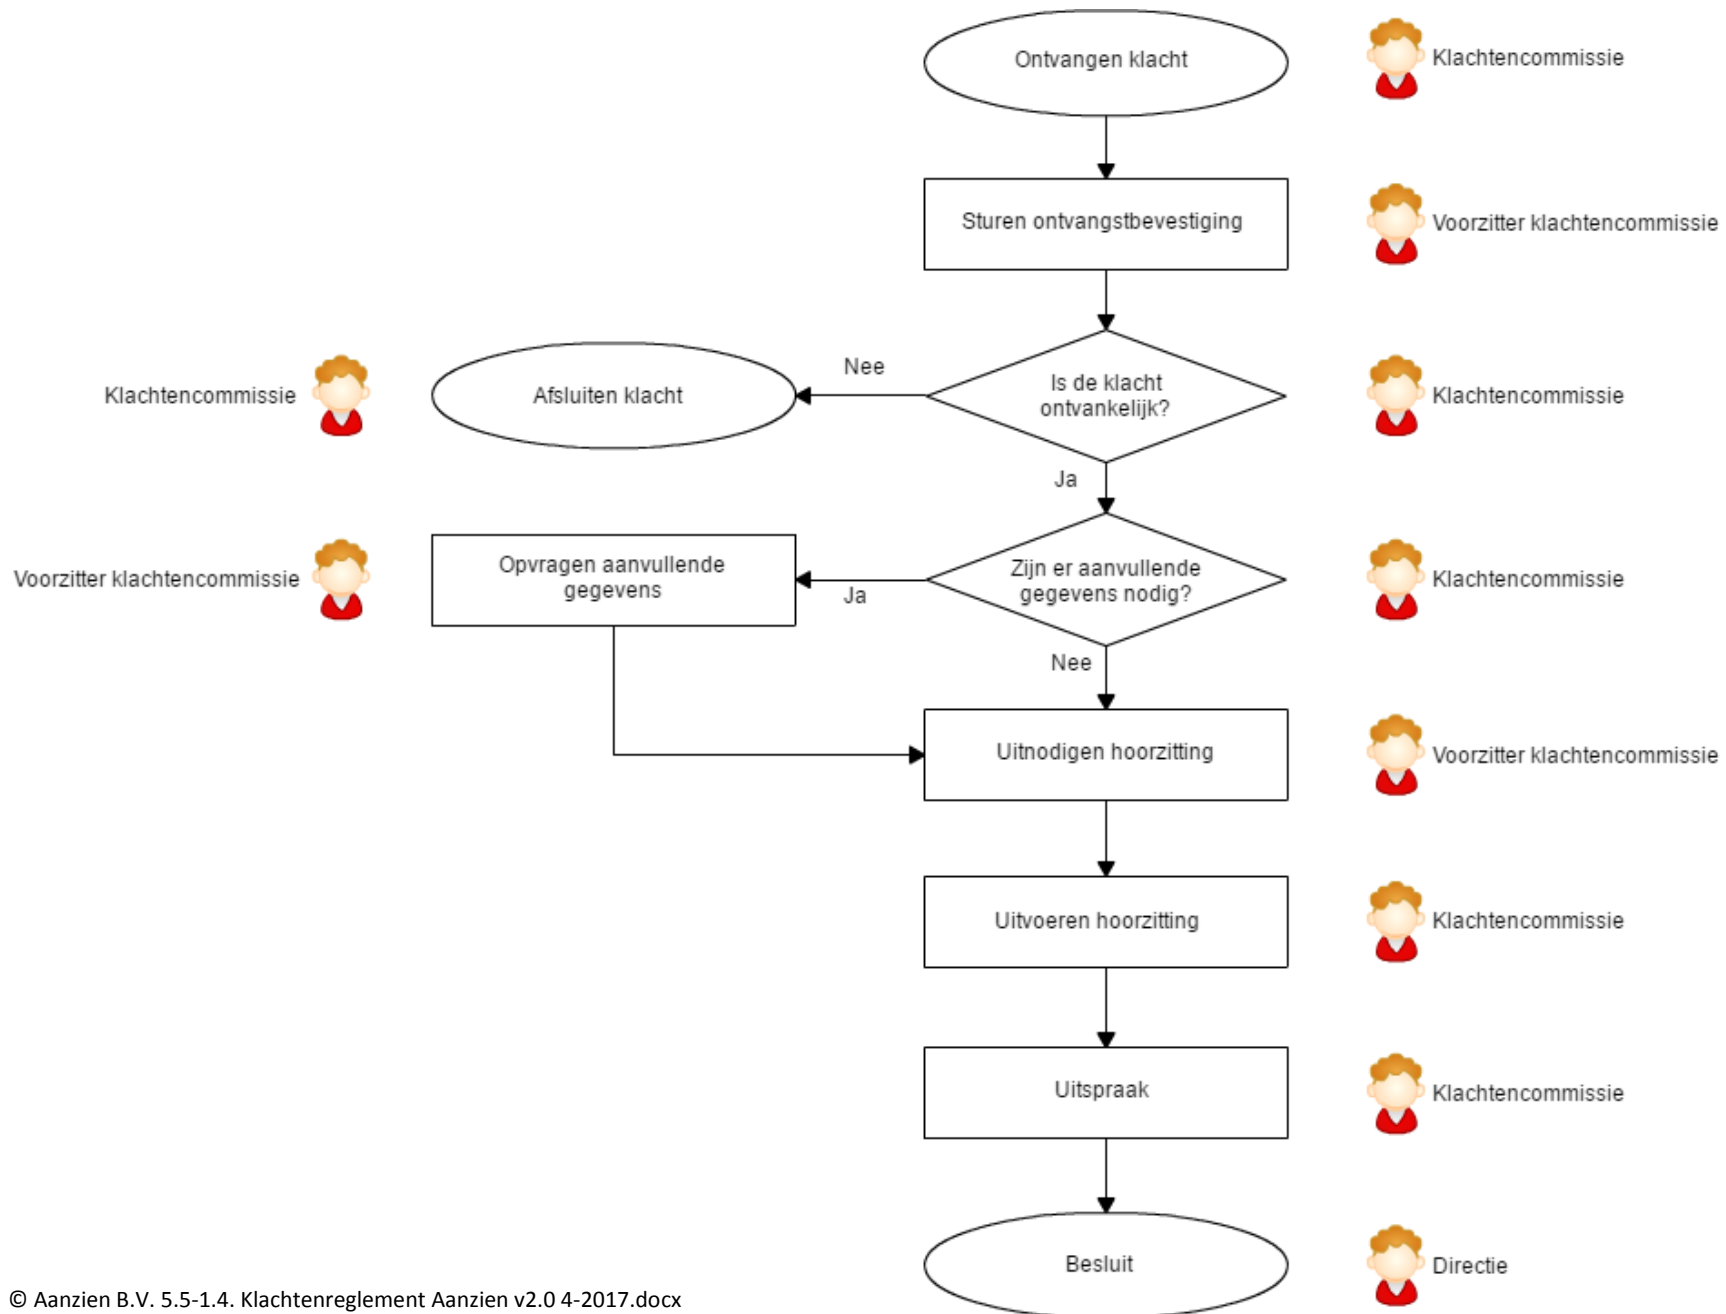 Ontvangen klacht
Klachtencommissie
Sturen ontvangstbevestiging
Voorzitter klachtencommissie
Klachtencommissie
Afsluiten klacht
Nee
Is de klacht
ontvankelijk?
Klachtencommissie
Ja
Voorzitter klachtencommissie
Opvragen aanvullende
gegevens
Ja
Zijn er aanvullende
gegevens nodig?
Klachtencommissie
Nee
Uitnodigen hoorzitting
Voorzitter klachtencommissie
Uitvoeren hoorzitting
Klachtencommissie
Uitspraak
Klachtencommissie
Besluit
Directie
© Aanzien B.V. 5.5-1.4. Klachtenreglement Aanzien v2.0 4-2017.docx